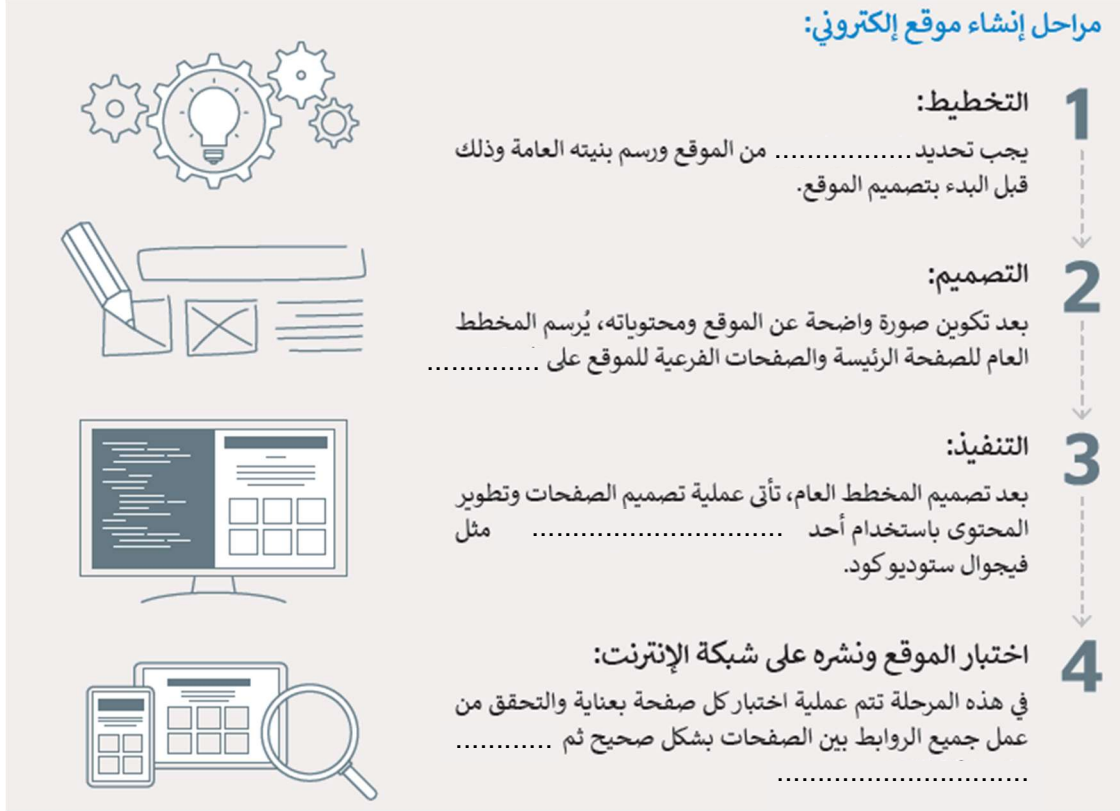 مراحل إنشاء موقع إلكتروني:
1
التخطيط:
يجب تحديد................. من الموقع ورسم بنيته العامة وذلك
قبل البدء بتصميم الموقع.
2
التصميم:
بعد تكوين صورة واضحة عن الموقع ومحتوياته، يُرسم المخطط
العام للصفحة الرئيسة والصفحات الفرعية للموقع على ..............
3
التنفيذ:
بعد تصميم المخطط العام، تأتي عملية تصميم الصفحات وتطوير
المحتوى باستخدام أحد ............................... مثل
فيجوال ستوديو كود.
4
اختبار الموقع ونشره على شبكة الإنترنت:
في هذه المرحلة تتم عملية اختبار كل صفحة بعناية والتحقق من
عمل جميع الروابط بين الصفحات بشكل صحيح ثم ............
...............................